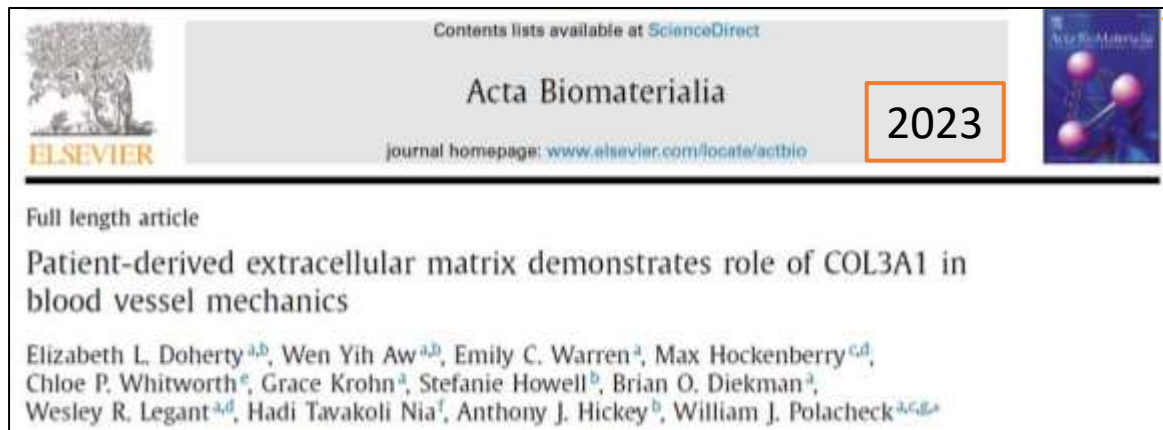 Contents lists available at ScienceDirect
Acta BioMaterialia
Acta Biomaterialia
2023
ELSEVIER
journal homepage: www.elsevier.com/locate/actbio
Full length article
Patient-derived extracellular matrix demonstrates role of COL3A1 in
blood vessel mechanics
Elizabeth L. Doherty a,b, Wen Yih Aw a,b, Emily C. Warren a, Max Hockenberry c,d,
Chloe P. Whitworth e, Grace Krohn a, Stefanie Howell b, Brian O. Diekman a,
Wesley R. Legant a,d, Hadi Tavakoli Nia f, Anthony J. Hickey b, William J. Polacheck a,c,g,*